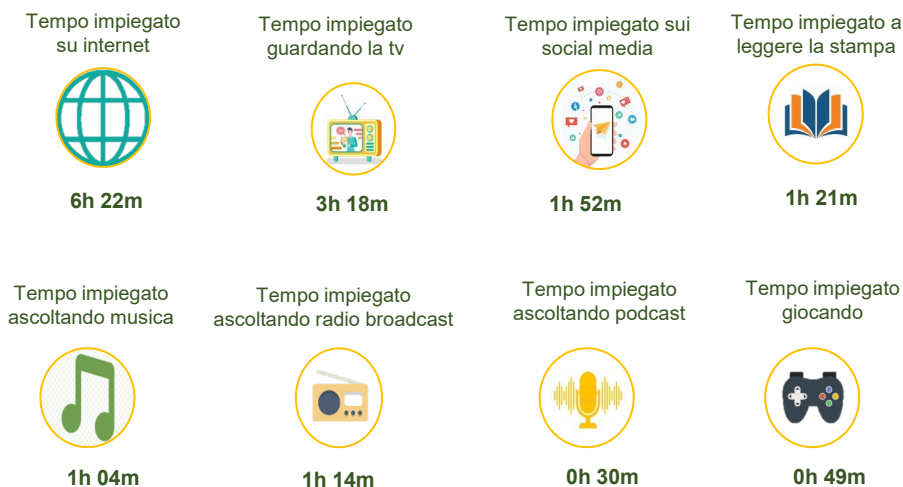 Tempo impiegato
su internet
6h 22m
Tempo impiegato
guardando la tv
3h 18m
Tempo impiegato sui
social media
1h 52m
Tempo impiegato a
leggere la stampa
1h 21m
Tempo impiegato
ascoltando musica
1h 04m
Tempo impiegato
ascoltando radio broadcast
1h 14m
Tempo impiegato
ascoltando podcast
0h 30m
Tempo impiegato
giocando
0h 49m